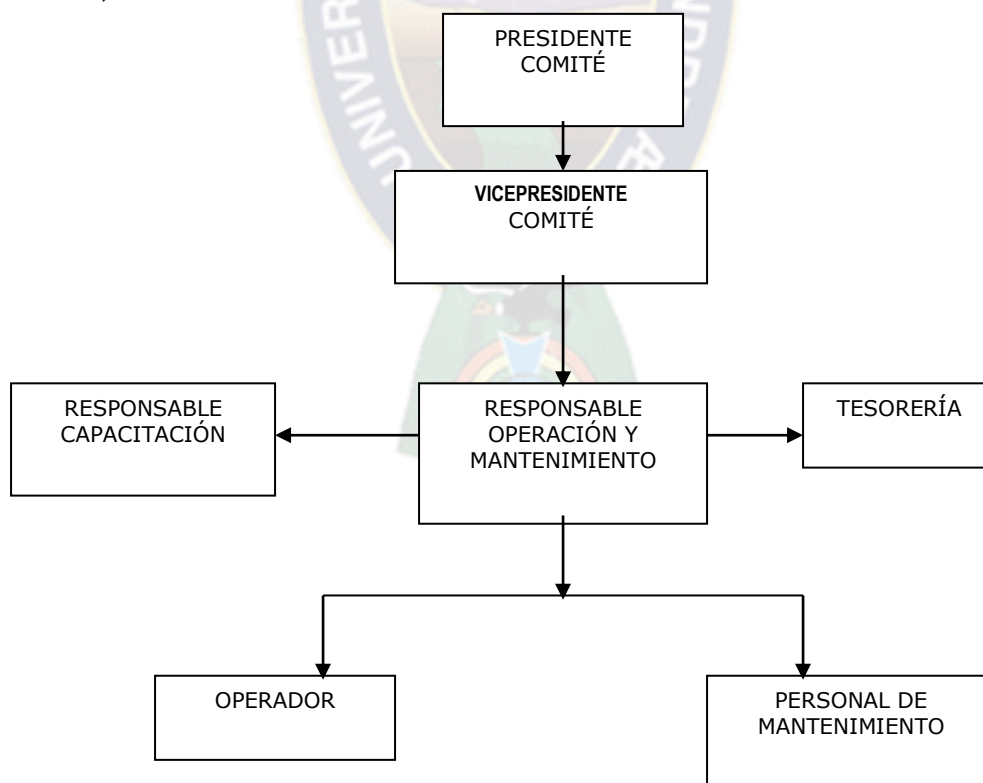 PRESIDENTE
COMITÉ
VICEPRESIDENTE
COMITÉ
RESPONSABLE
CAPACITACIÓN
RESPONSABLE
OPERACIÓN Y
MANTENIMIENTO
TESORERÍA
OPERADOR
PERSONAL DE
MANTENIMIENTO